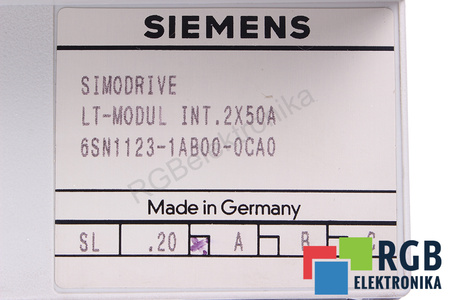 SIEMENS
SIMODRIVE
LT-MODUL INT.2X50A
6SN1123-1AB00-0CA0
RGBelektronika
Made in Germany
SL .20 A B C
RGB
ELEKTRONIKA